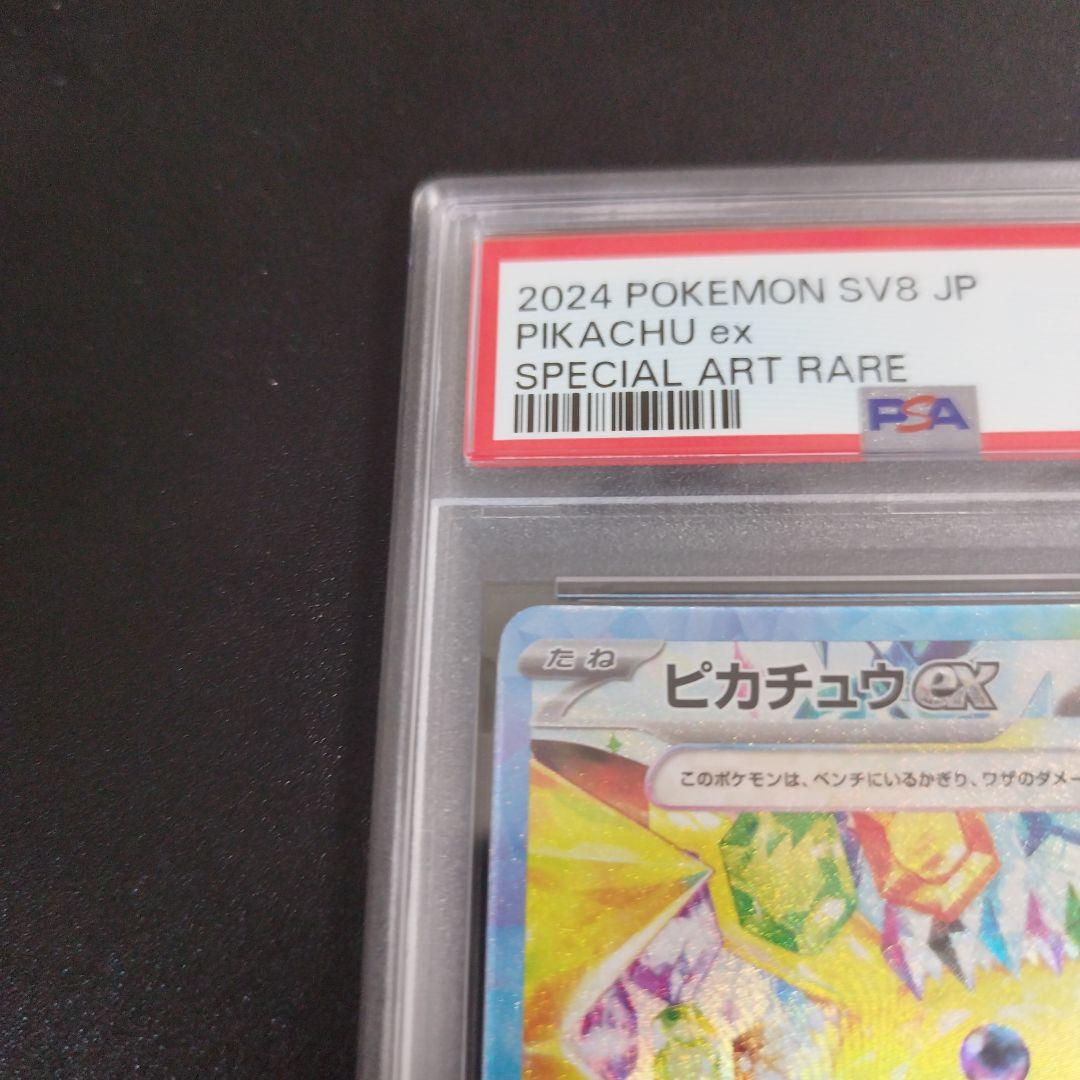 2024 POKEMON SV8 JP
PIKACHU ex
SPECIAL ART RARE
PSA
たね
ピカチュウex
このポケモンは、ベンチにいるかぎり、ワザのダメー